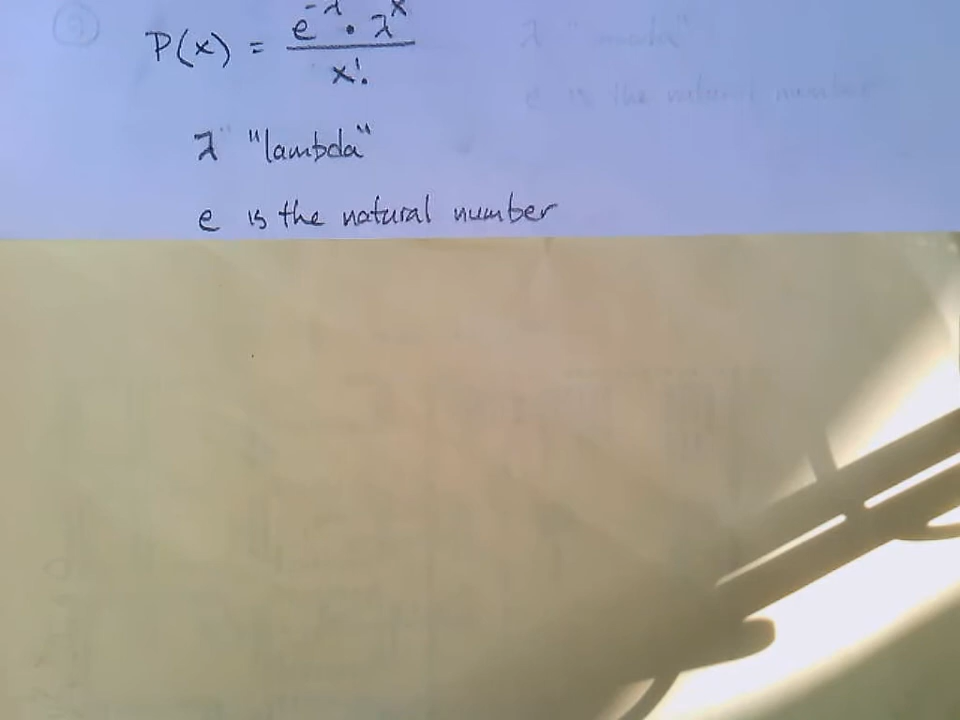 P(x) = e^-λ • λ^x / x!
λ "lambda"
e is the natural number